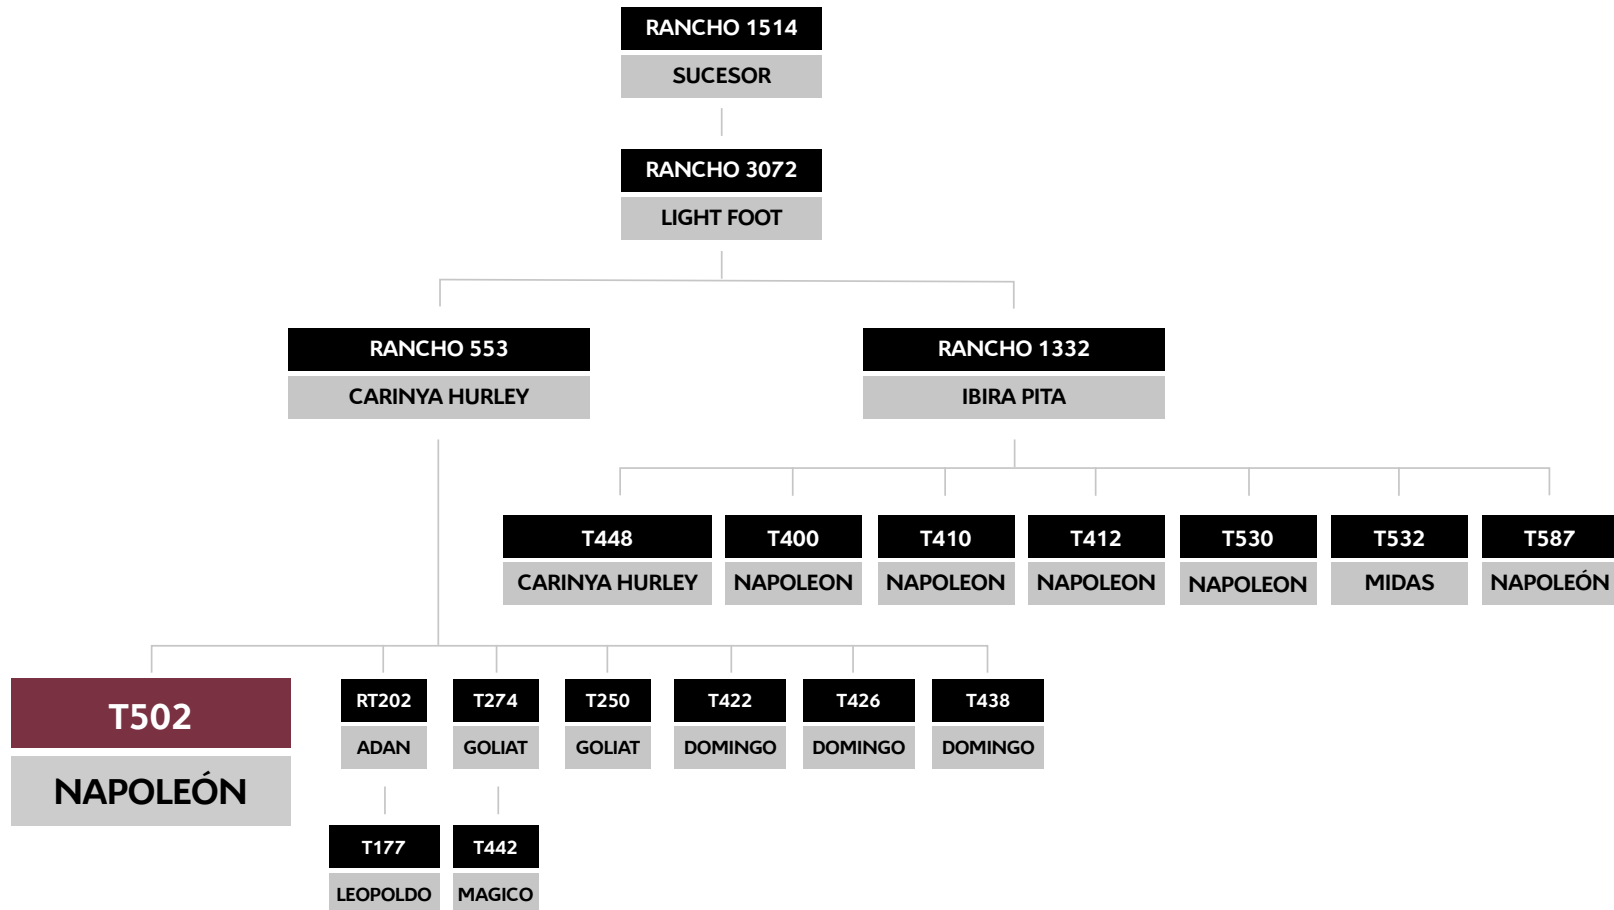 RANCHO 1514
SUCESOR
RANCHO 3072
LIGHT FOOT
RANCHO 553
CARINYA HURLEY
RANCHO 1332
IBIRA PITA
T448
CARINYA HURLEY
T400
NAPOLEON
T410
NAPOLEON
T412
NAPOLEON
T530
NAPOLEON
T532
MIDAS
T587
NAPOLEÓN
T502
NAPOLEÓN
RT202
ADAN
T274
GOLIAT
T250
GOLIAT
T422
DOMINGO
T426
DOMINGO
T438
DOMINGO
T177
LEOPOLDO
T442
MAGICO